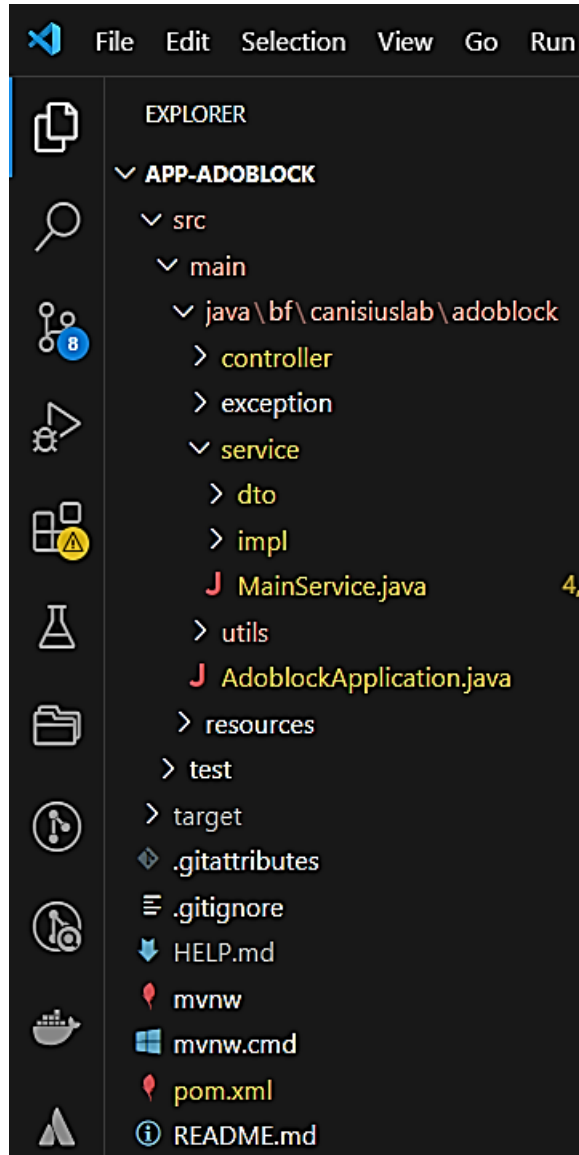 File Edit Selection View Go Run
EXPLORER
APP-ADOBLOCK
src
main
java\bf\canisiuslab\adoblock
controller
exception
8
service
dto
impl
MainService.java 4,
utils
AdoblockApplication.java
resources
test
target
.gitattributes
.gitignore
HELP.md
mvnw
mvnw.cmd
pom.xml
README.md